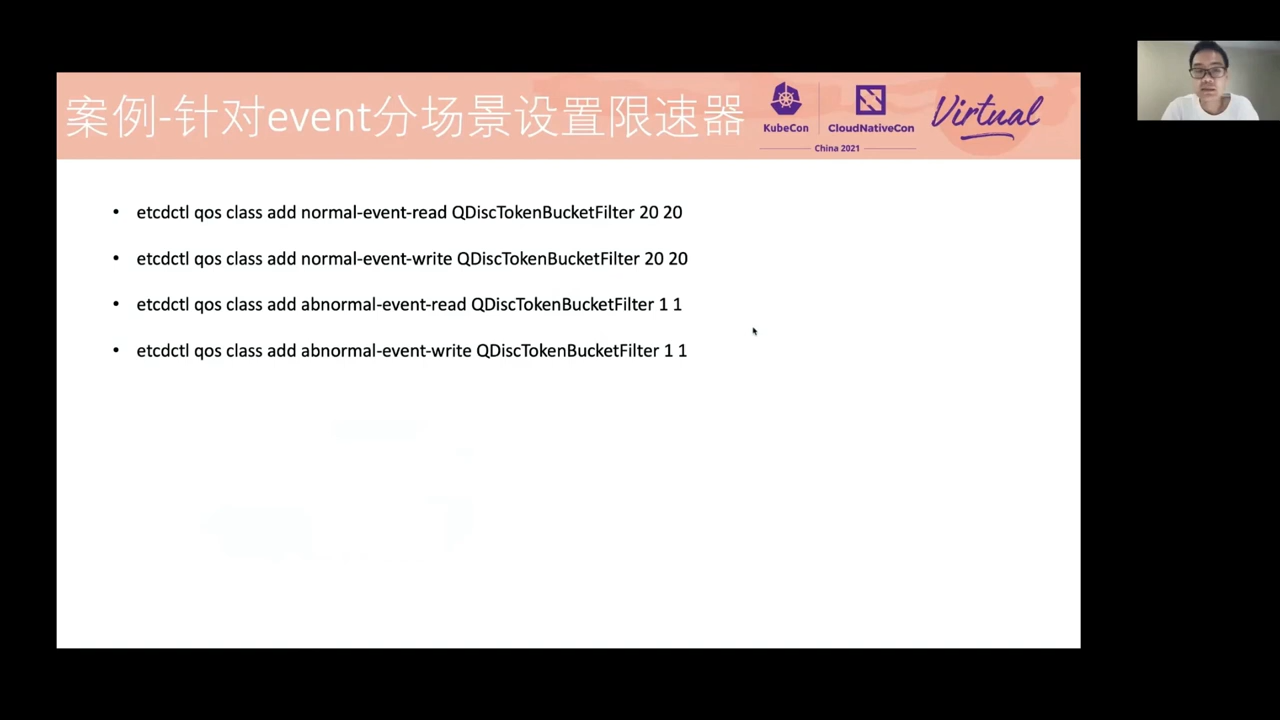 案例-针对event分场景设置限速器
KubeCon
CloudNativeCon
China 2021
Virtual
• etcdctl qos class add normal-event-read QDiscTokenBucketFilter 20 20
• etcdctl qos class add normal-event-write QDiscTokenBucketFilter 20 20
• etcdctl qos class add abnormal-event-read QDiscTokenBucketFilter 1 1
• etcdctl qos class add abnormal-event-write QDiscTokenBucketFilter 1 1